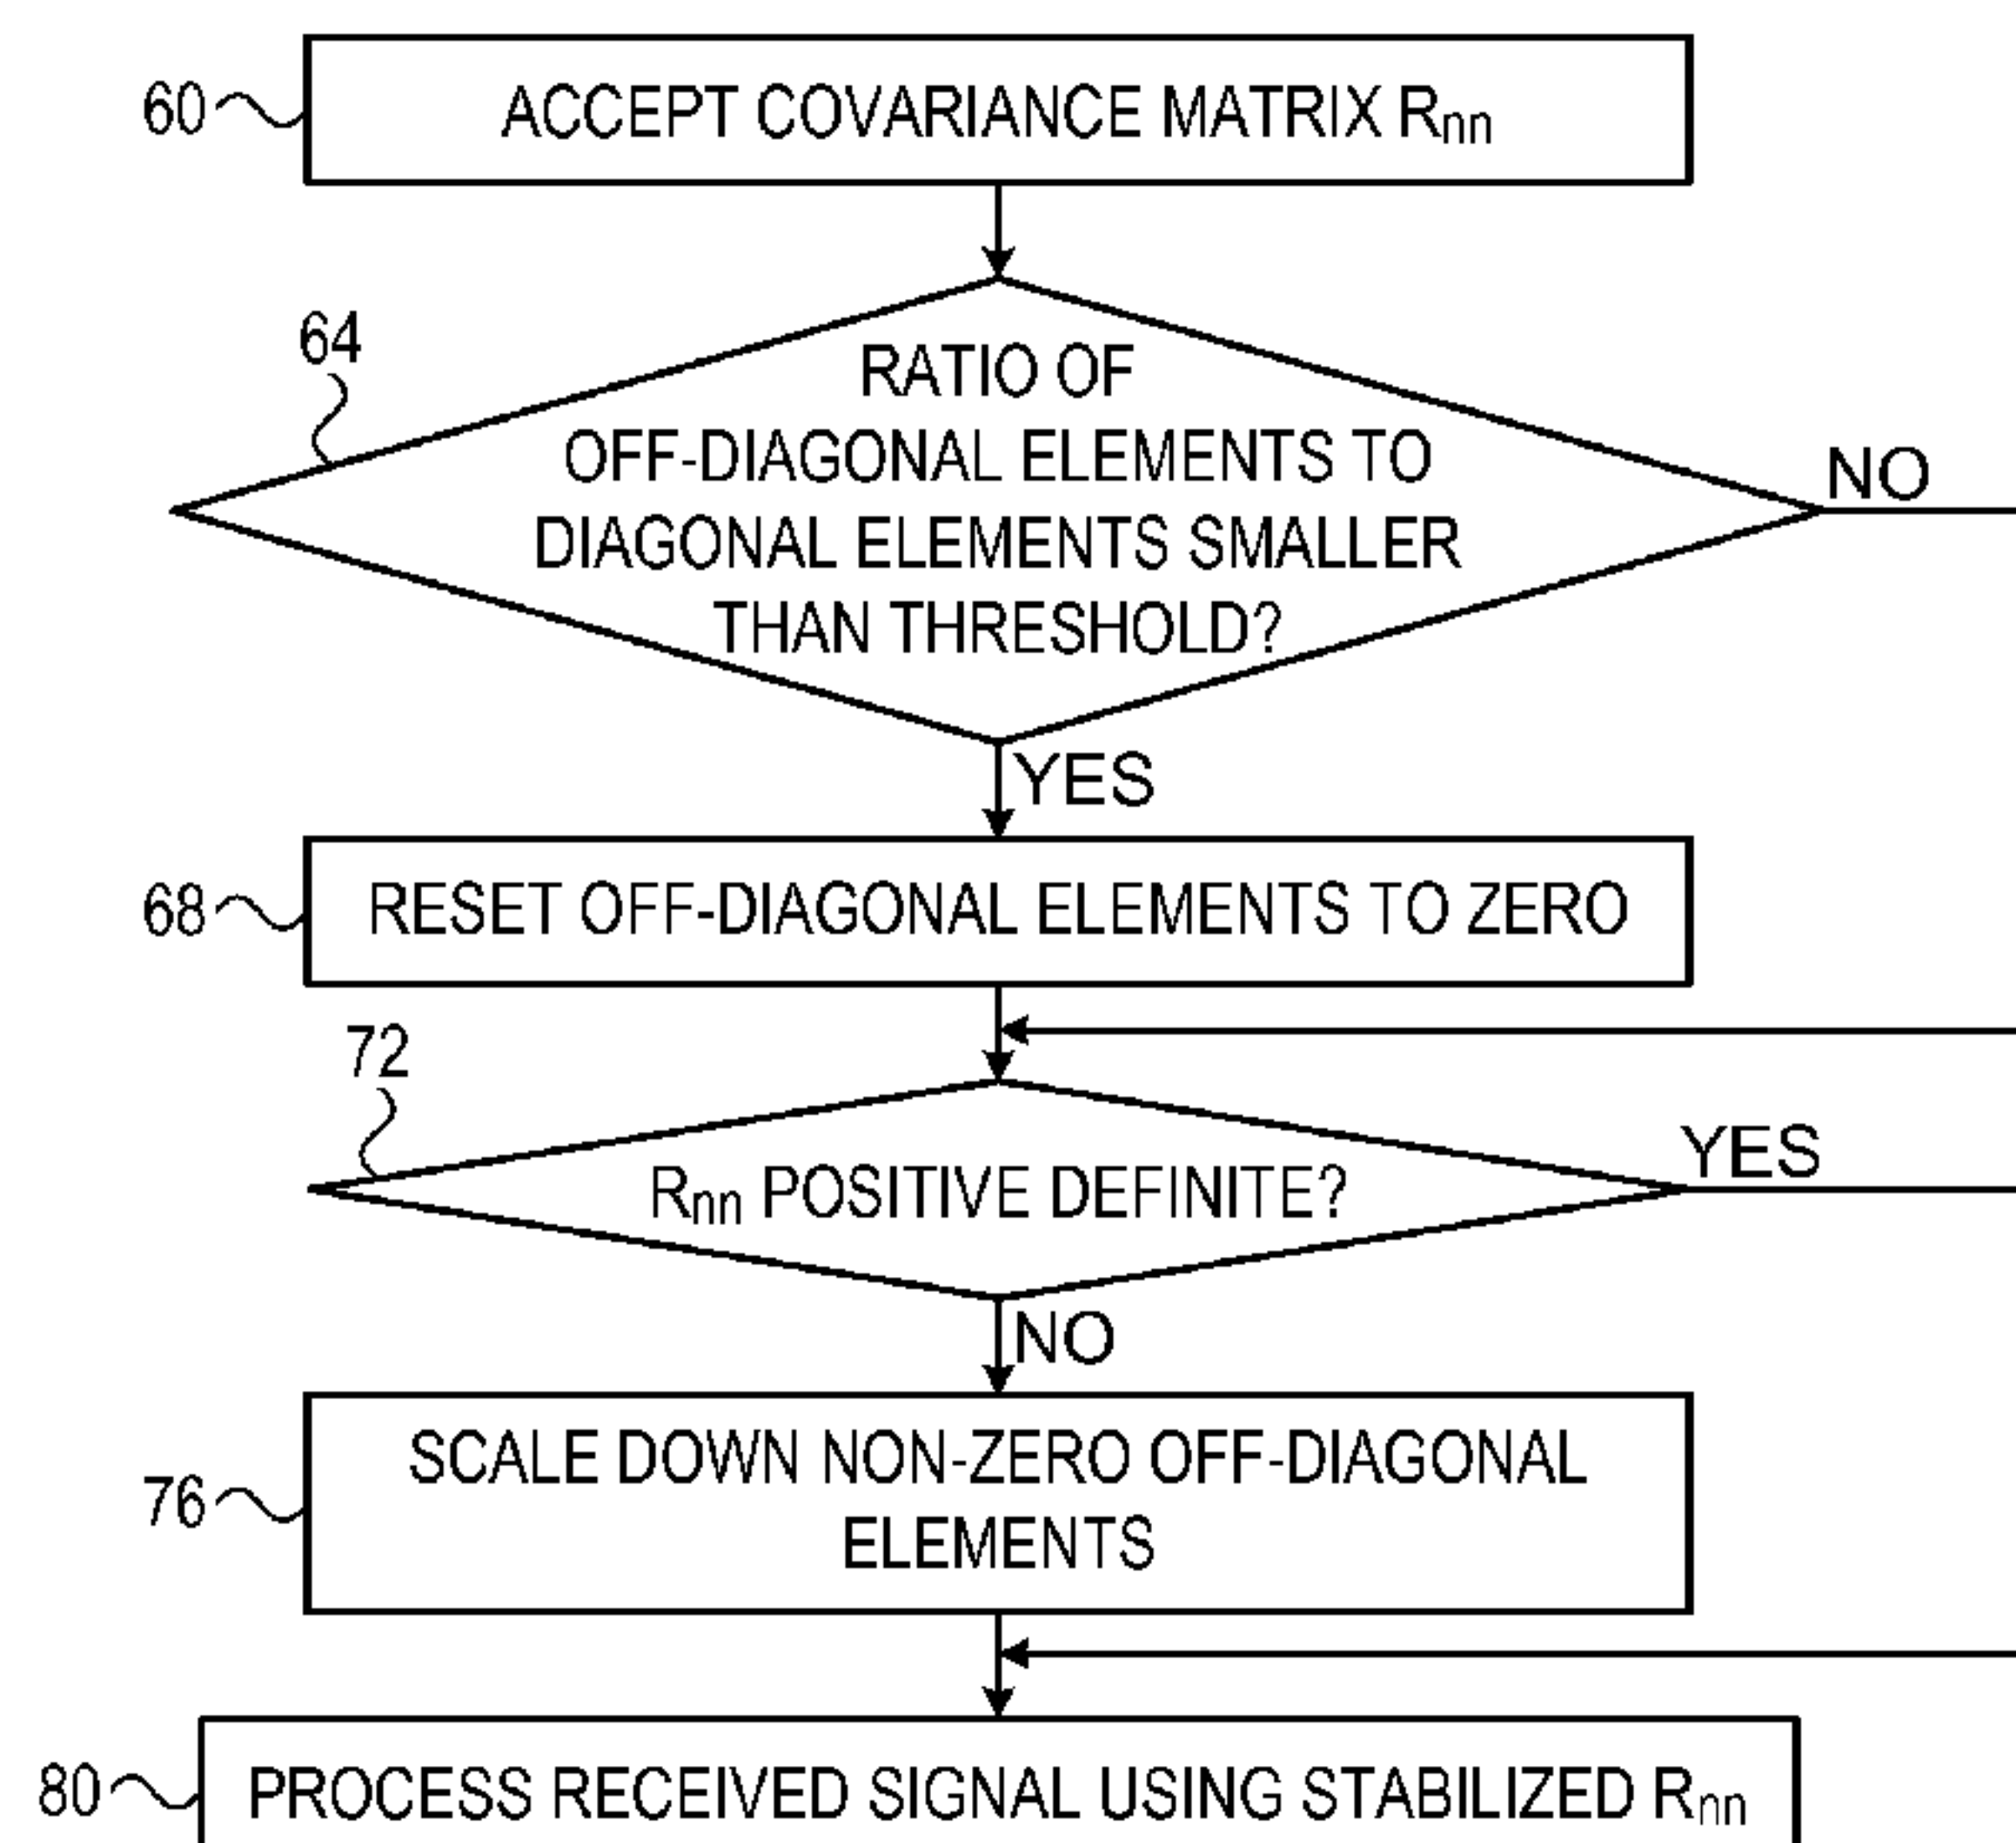 60
ACCEPT COVARIANCE MATRIX Rnn
64
RATIO OF
OFF-DIAGONAL ELEMENTS TO
DIAGONAL ELEMENTS SMALLER
THAN THRESHOLD?
NO
YES
68
RESET OFF-DIAGONAL ELEMENTS TO ZERO
72
Rnn POSITIVE DEFINITE?
YES
NO
76
SCALE DOWN NON-ZERO OFF-DIAGONAL
ELEMENTS
80
PROCESS RECEIVED SIGNAL USING STABILIZED Rnn